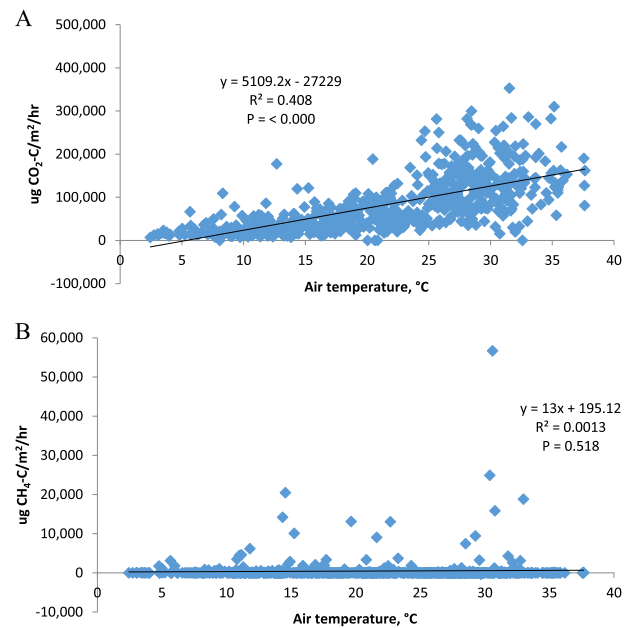 A
500,000
400,000
300,000
200,000
100,000
0
-100,000
ug CO₂-C/m²/hr
y = 5109.2x - 27229
R² = 0.408
P = < 0.000
0 5 10 15 20 25 30 35 40
Air temperature, °C
B
60,000
50,000
40,000
30,000
20,000
10,000
0
-10,000
ug CH₄-C/m²/hr
y = 13x + 195.12
R² = 0.0013
P = 0.518
0 5 10 15 20 25 30 35 40
Air temperature, °C